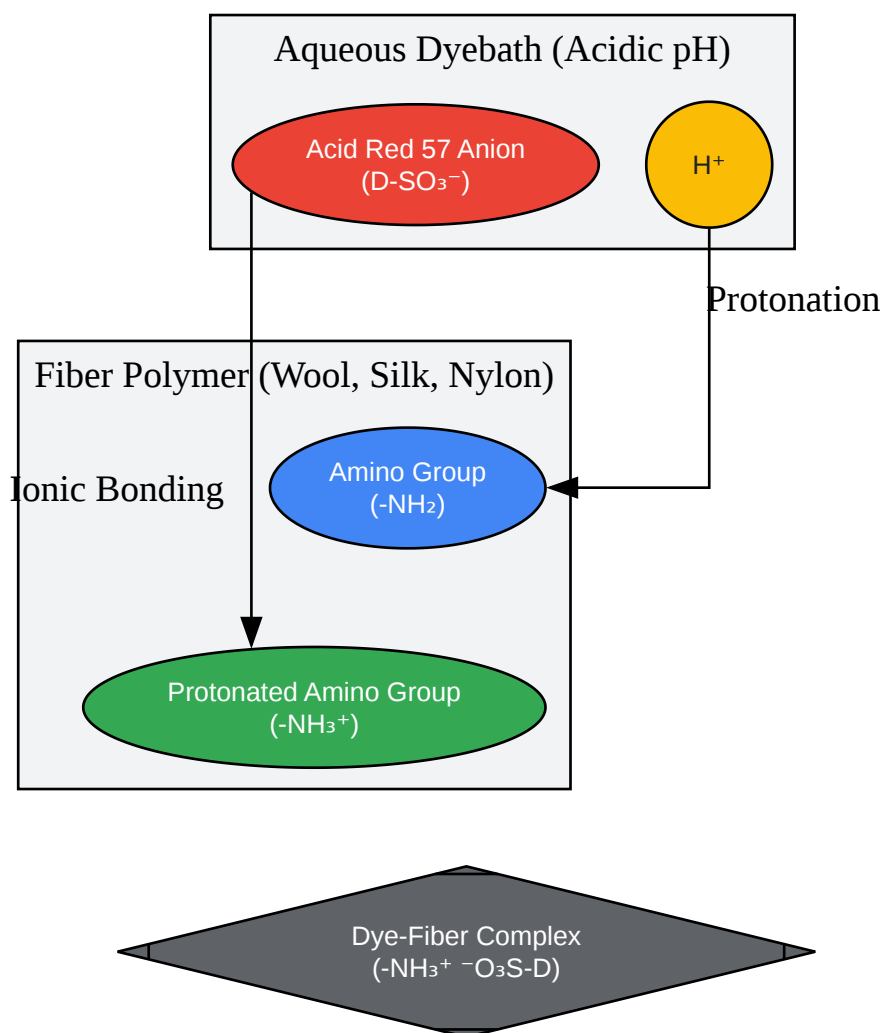 Aqueous Dyebath (Acidic pH)
Acid Red 57 Anion
(D-SO₃⁻)
H⁺
Protonation
Fiber Polymer (Wool, Silk, Nylon)
Ionic Bonding
Amino Group
(-NH₂)
Protonated Amino Group
(-NH₃⁺)
Dye-Fiber Complex
(-NH₃⁺ ⁻O₃S-D)